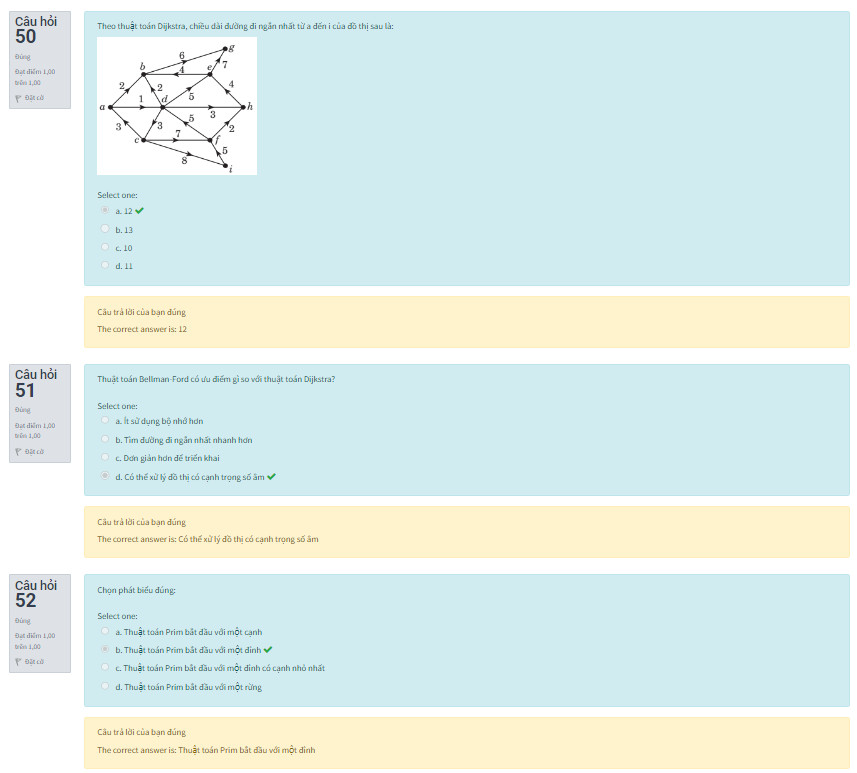 Câu hỏi
50
Đúng
Đạt điểm 1,00
trên 1,00
Đặt cờ
Theo thuật toán Dijkstra, chiều dài đường đi ngắn nhất từ a đến i của đồ thị sau là:
g
6
b
4
e
7
2
2
4
a
1
d
5
h
3
3
3
5
2
c
7
f
8
5
i
Select one:
a. 12
b. 13
c. 10
d. 11
Câu trả lời của bạn đúng
The correct answer is: 12
Câu hỏi
51
Đúng
Đạt điểm 1,00
trên 1,00
Đặt cờ
Thuật toán Bellman-Ford có ưu điểm gì so với thuật toán Dijkstra?
Select one:
a. Ít sử dụng bộ nhớ hơn
b. Tìm đường đi ngắn nhất nhanh hơn
c. Đơn giản hơn để triển khai
d. Có thể xử lý đồ thị có cạnh trọng số âm
Câu trả lời của bạn đúng
The correct answer is: Có thể xử lý đồ thị có cạnh trọng số âm
Câu hỏi
52
Đúng
Đạt điểm 1,00
trên 1,00
Đặt cờ
Chọn phát biểu đúng:
Select one:
a. Thuật toán Prim bắt đầu với một cạnh
b. Thuật toán Prim bắt đầu với một đỉnh
c. Thuật toán Prim bắt đầu với một đỉnh có cạnh nhỏ nhất
d. Thuật toán Prim bắt đầu với một rừng
Câu trả lời của bạn đúng
The correct answer is: Thuật toán Prim bắt đầu với một đỉnh